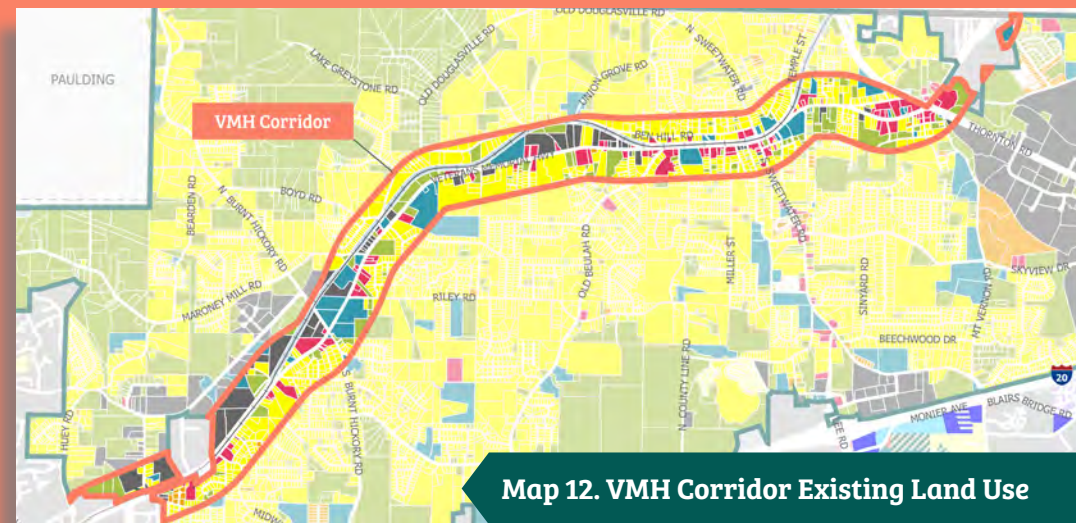 OLD DOUGLASVILLE RD
PAULDING
LAKE GREYSTONE RD
OLD DOUGLASVILLE RD
N SWEETWATER RD
TEMPLE ST
UNION GROVE RD
VMH Corridor
BEN HILL RD
THORNTON RD
VETERANS MEMORIAL HWY
BEARDEN RD
N BURNT HICKORY RD
BOYD RD
S SWEETWATER RD
OLD BEULAH RD
MILLER ST
SINYARD RD
MT VERNON RD
SKYVIEW DR
MARONEY MILL RD
RILEY RD
BEECHWOOD DR
N COUNTY LINE RD
20
HUEY RD
S BURNT HICKORY RD
MONIER AVE
BLAIRS BRIDGE RD
RD
Map 12. VMH Corridor Existing Land Use